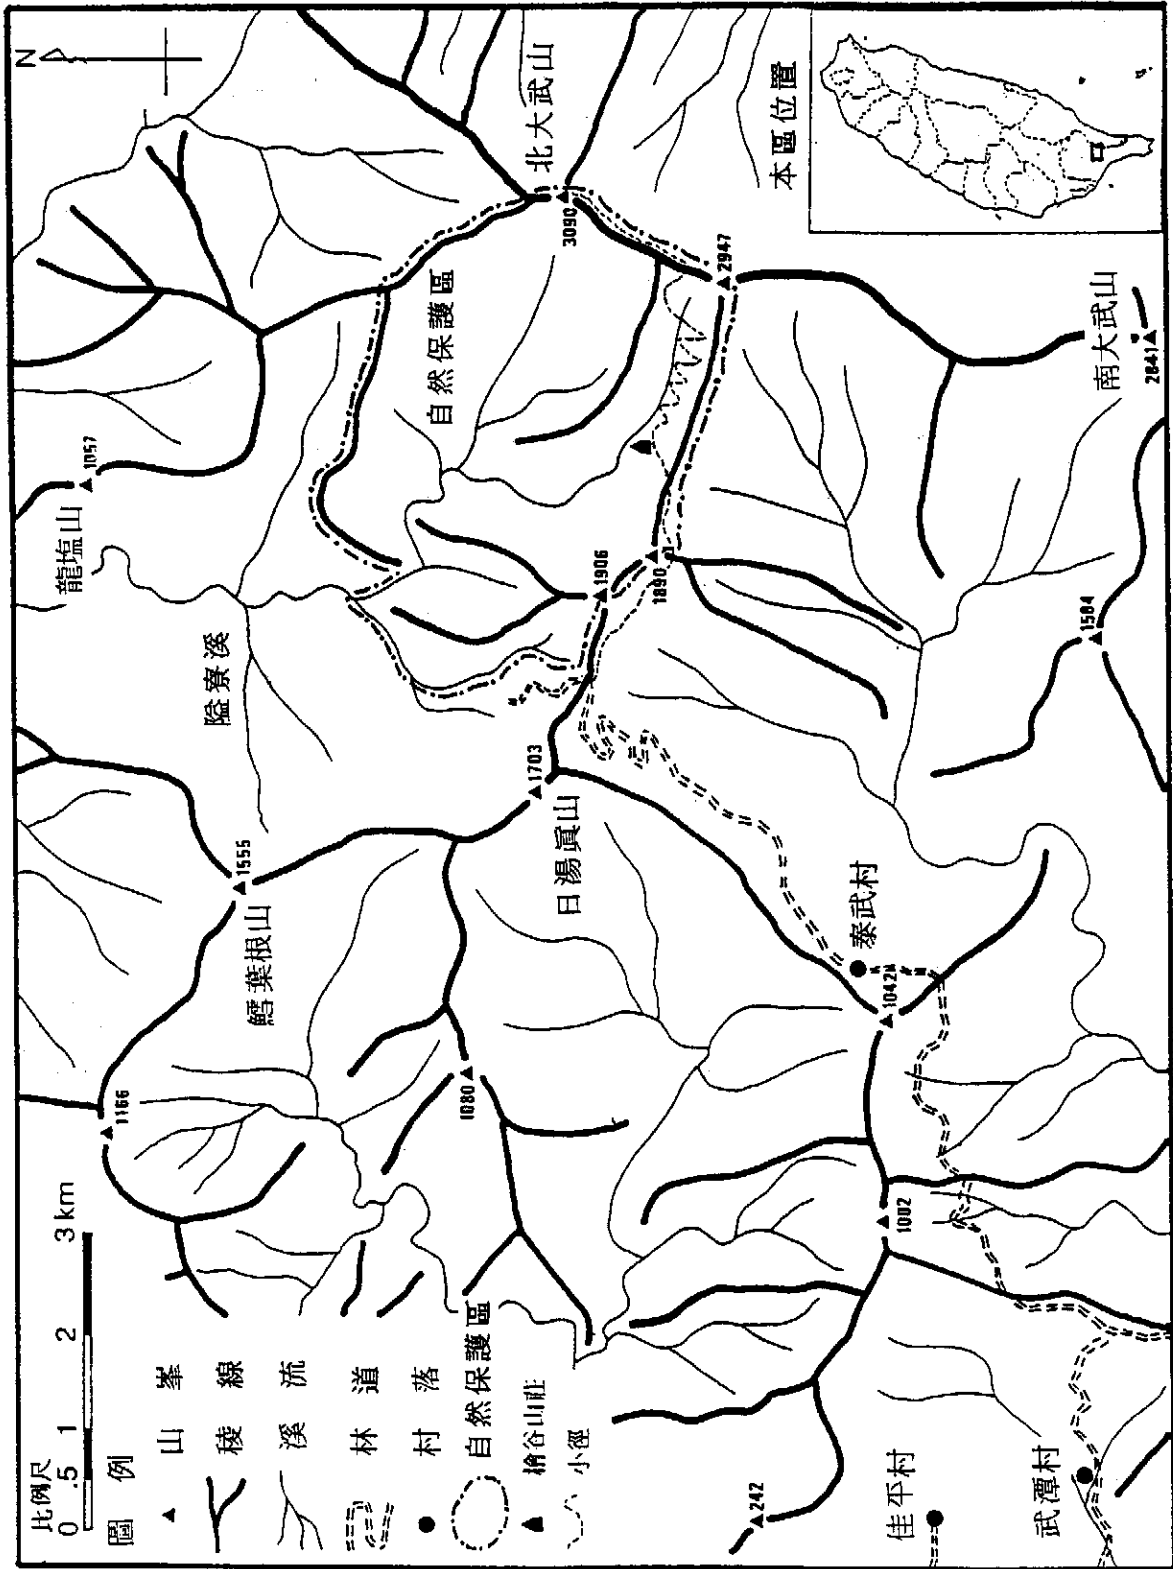 比例尺
0 .5 1 2 3 km
圖例
山峯
稜線
溪流
林道
村落
自然保護區
檜谷山莊
小徑
N
本區位置
北大武山
3090
2947
南大武山
2841
自然保護區
龍塩山
1057
隘寮溪
1906
1890
1584
1703
日湯眞山
1555
鱈葉根山
1166
1080
泰武村
1042M
1002
242
佳平村
武潭村